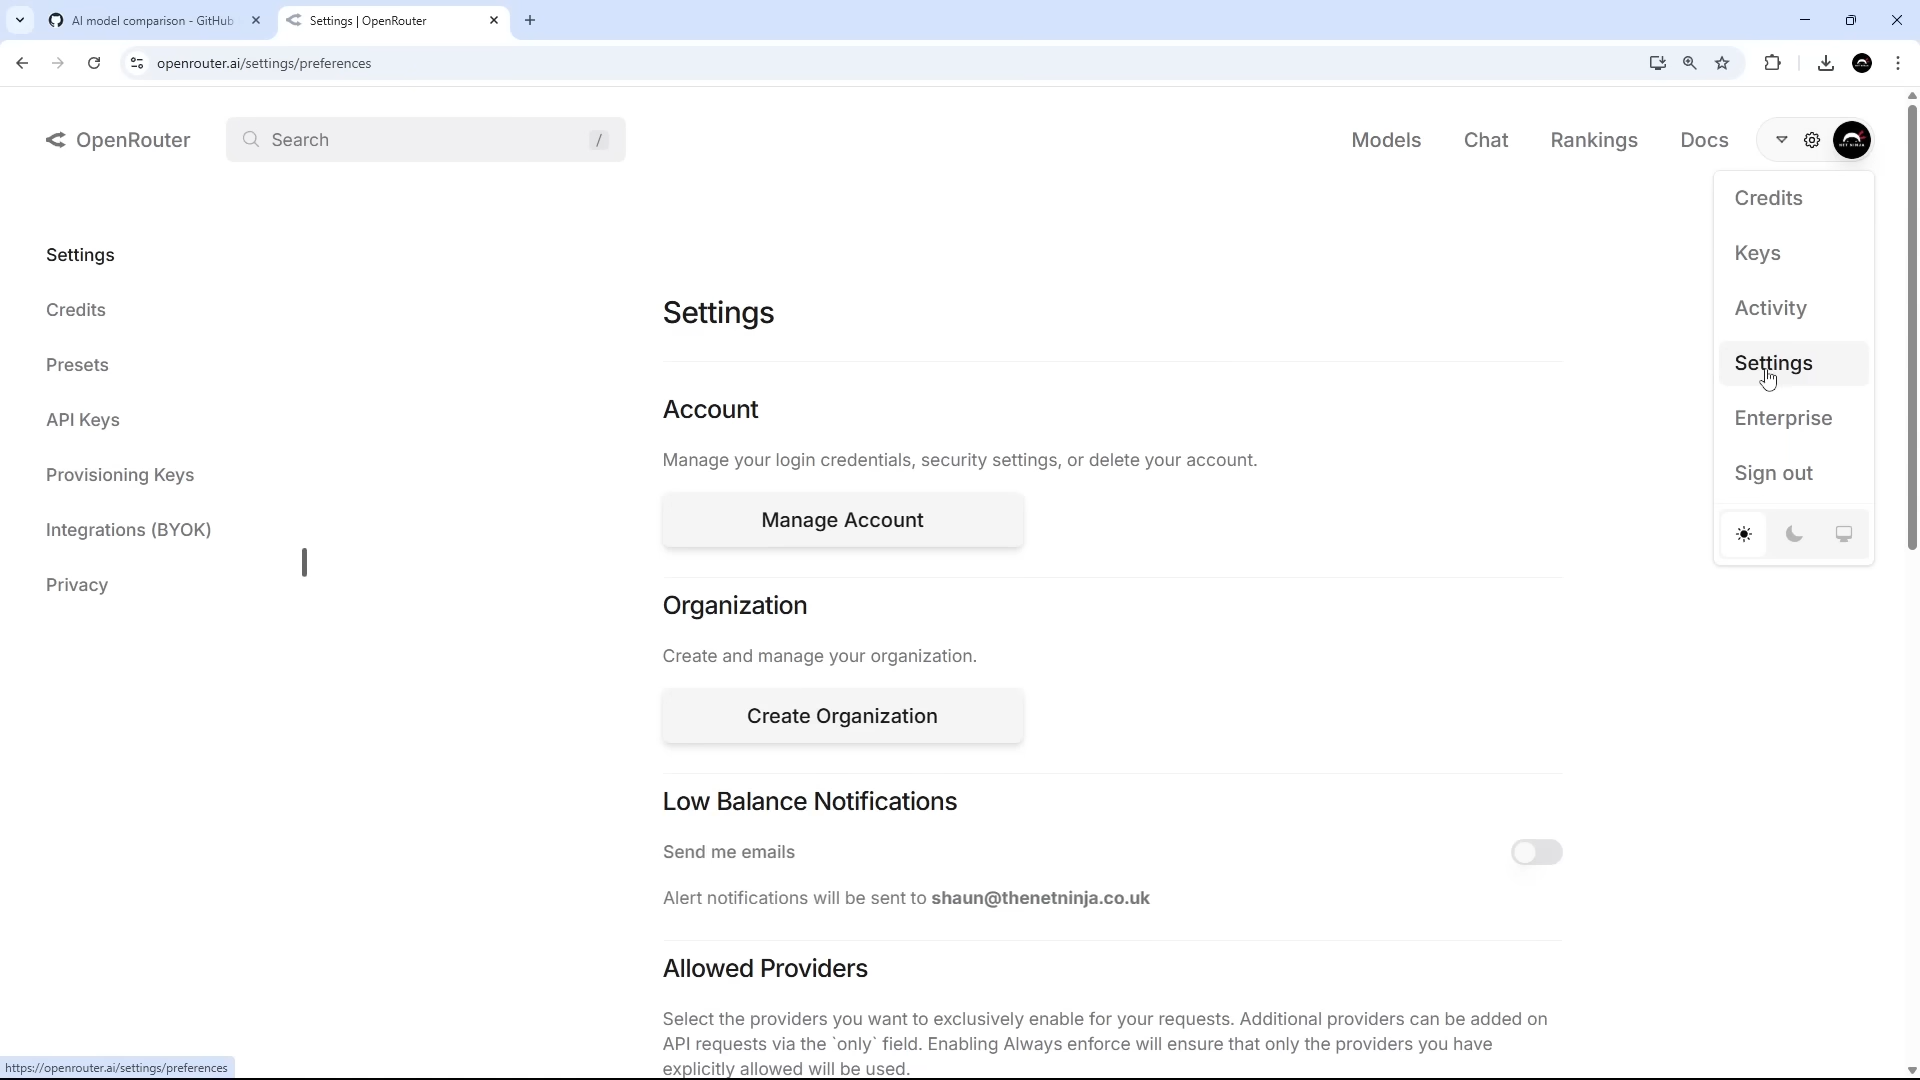 AI model comparison - GitHub
Settings | OpenRouter
openrouter.ai/settings/preferences
OpenRouter
Search
/
Models
Chat
Rankings
Docs
Credits
Keys
Activity
Settings
Enterprise
Sign out
Settings
Credits
Presets
API Keys
Provisioning Keys
Integrations (BYOK)
Privacy
Settings
Account
Manage your login credentials, security settings, or delete your account.
Manage Account
Organization
Create and manage your organization.
Create Organization
Low Balance Notifications
Send me emails
Alert notifications will be sent to shaun@thenetninja.co.uk
Allowed Providers
Select the providers you want to exclusively enable for your requests. Additional providers can be added on
API requests via the `only` field. Enabling Always enforce will ensure that only the providers you have
explicitly allowed will be used.
https://openrouter.ai/settings/preferences